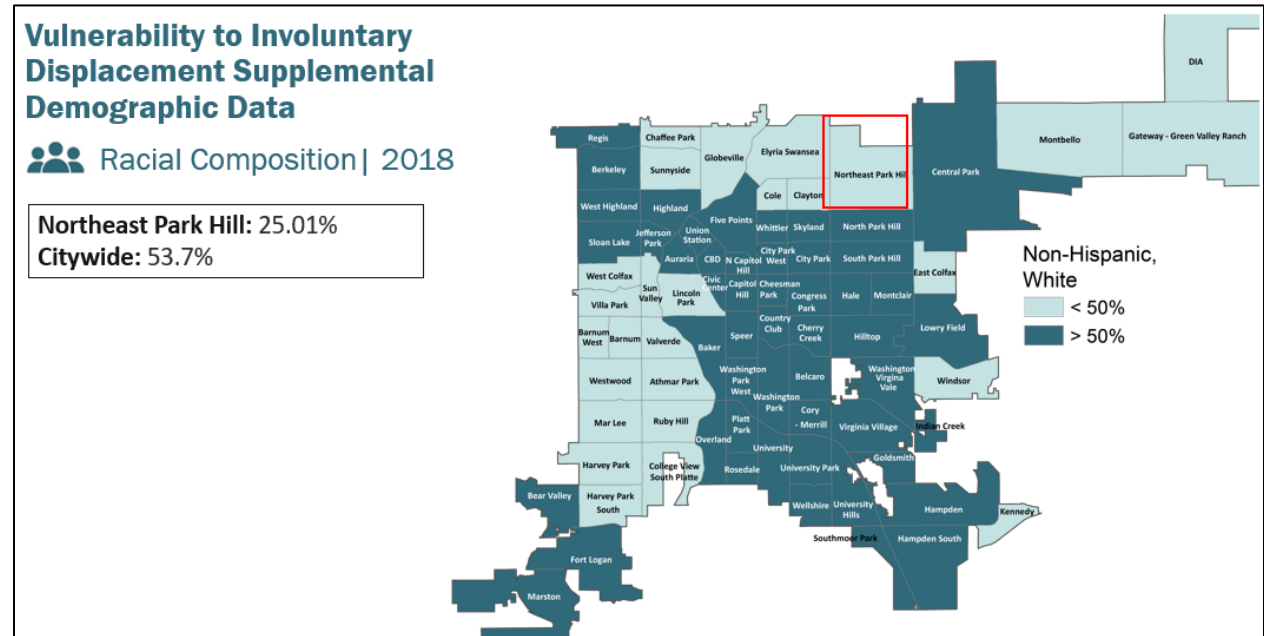 Vulnerability to Involuntary
Displacement Supplemental
Demographic Data
Racial Composition| 2018
Northeast Park Hill: 25.01%
Citywide: 53.7%
DIA
Regis
Chaffee Park
Globeville
Elyria Swansea
Montbello
Gateway - Green Valley Ranch
Berkeley
Sunnyside
Northeast Park Hill
Central Park
Cole
Clayton
West Highland
Highland
Five Points
Whittier
Skyland
North Park Hill
Sloan Lake
Jefferson
Park
Union
Station
Auraria
CBD
N Capitol
Hill
City Park
West
City Park
South Park Hill
East Colfax
West Colfax
Sun
Valley
Lincoln
Park
Civic
Center
Capitol
Hill
Cheesman
Park
Congress
Park
Hale
Montclair
Villa Park
Country
Club
Cherry
Creek
Hilltop
Lowry Field
Barnum
West
Barnum
Valverde
Baker
Speer
Westwood
Athmar Park
Washington
Park
West
Washington
Park
Belcaro
Washington
Virgina
Vale
Windsor
Mar Lee
Ruby Hill
Platt
Park
Cory
- Merrill
Virginia Village
Indian Creek
Overland
University
Goldsmith
Harvey Park
College View
South Platte
Rosedale
University Park
Bear Valley
Harvey Park
South
Wellshire
University
Hills
Hampden
Kennedy
Southmoor Park
Hampden South
Fort Logan
Marston
Non-Hispanic,
White
< 50%
> 50%